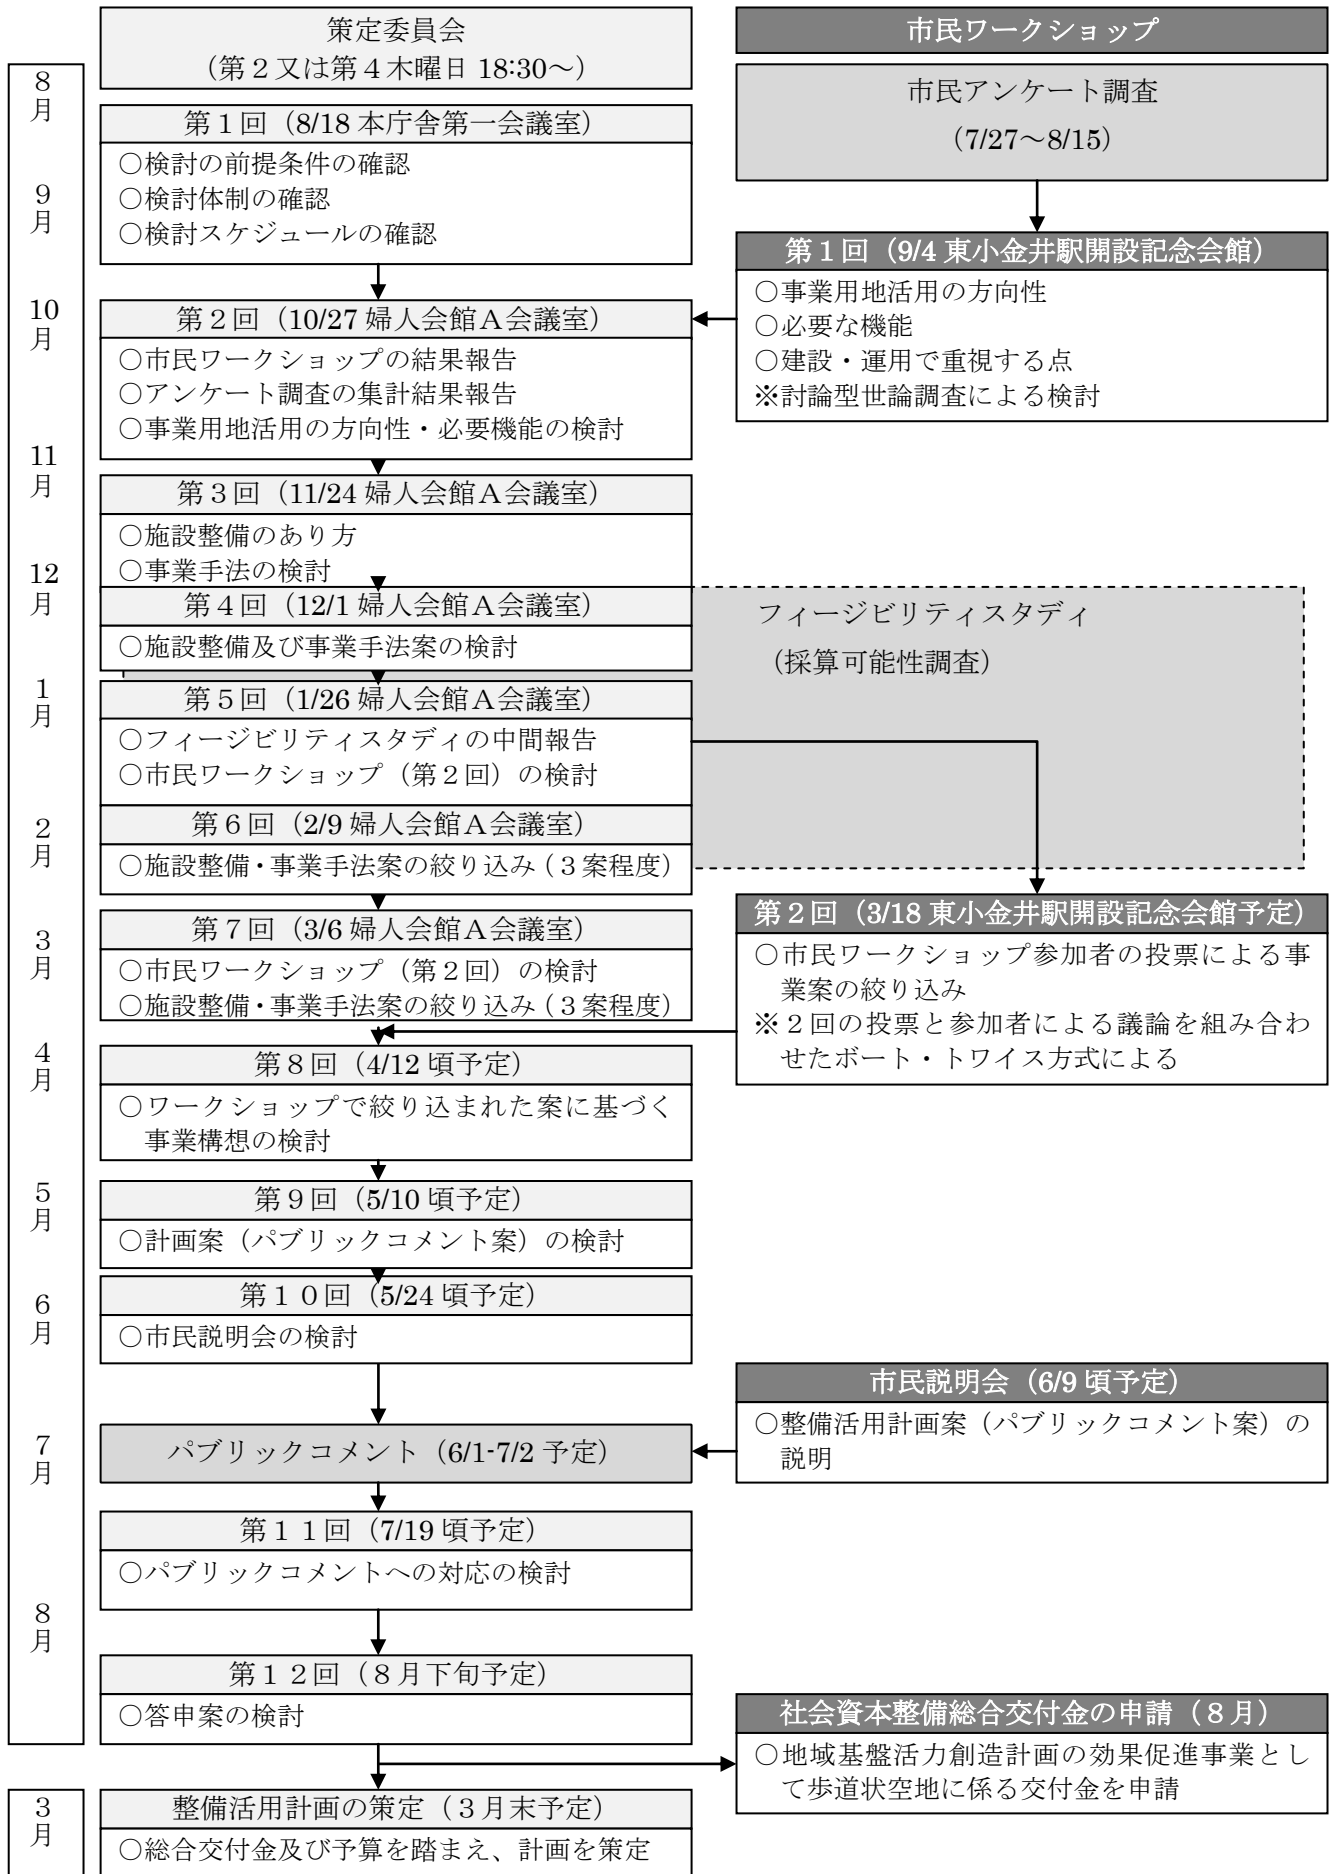 策定委員会
（第２又は第４木曜日 18:30～）
8
月
9
月
10
月
11
月
12
月
1
月
2
月
3
月
4
月
5
月
6
月
7
月
8
月
3
月
第１回（8/18 本庁舎第一会議室）
○検討の前提条件の確認
○検討体制の確認
○検討スケジュールの確認
第２回（10/27 婦人会館Ａ会議室）
○市民ワークショップの結果報告
○アンケート調査の集計結果報告
○事業用地活用の方向性・必要機能の検討
第３回（11/24 婦人会館Ａ会議室）
○施設整備のあり方
○事業手法の検討
第４回（12/1 婦人会館Ａ会議室）
○施設整備及び事業手法案の検討
第５回（1/26 婦人会館Ａ会議室）
○フィージビリティスタディの中間報告
○市民ワークショップ（第２回）の検討
第６回（2/9 婦人会館Ａ会議室）
○施設整備・事業手法案の絞り込み（３案程度）
第７回（3/6 婦人会館Ａ会議室）
○市民ワークショップ（第２回）の検討
○施設整備・事業手法案の絞り込み（３案程度）
第８回（4/12 頃予定）
○ワークショップで絞り込まれた案に基づく
事業構想の検討
第９回（5/10 頃予定）
○計画案（パブリックコメント案）の検討
第１０回（5/24 頃予定）
○市民説明会の検討
パブリックコメント（6/1-7/2 予定）
第１１回（7/19 頃予定）
○パブリックコメントへの対応の検討
第１２回（８月下旬予定）
○答申案の検討
整備活用計画の策定（３月末予定）
○総合交付金及び予算を踏まえ、計画を策定
市民ワークショップ
市民アンケート調査
（7/27～8/15）
第１回（9/4 東小金井駅開設記念会館）
○事業用地活用の方向性
○必要な機能
○建設・運用で重視する点
※討論型世論調査による検討
フィージビリティスタディ
（採算可能性調査）
第２回（3/18 東小金井駅開設記念会館予定）
○市民ワークショップ参加者の投票による事
業案の絞り込み
※２回の投票と参加者による議論を組み合わ
せたボート・トワイス方式による
市民説明会（6/9 頃予定）
○整備活用計画案（パブリックコメント案）の
説明
社会資本整備総合交付金の申請（８月）
○地域基盤活力創造計画の効果促進事業とし
て歩道状空地に係る交付金を申請